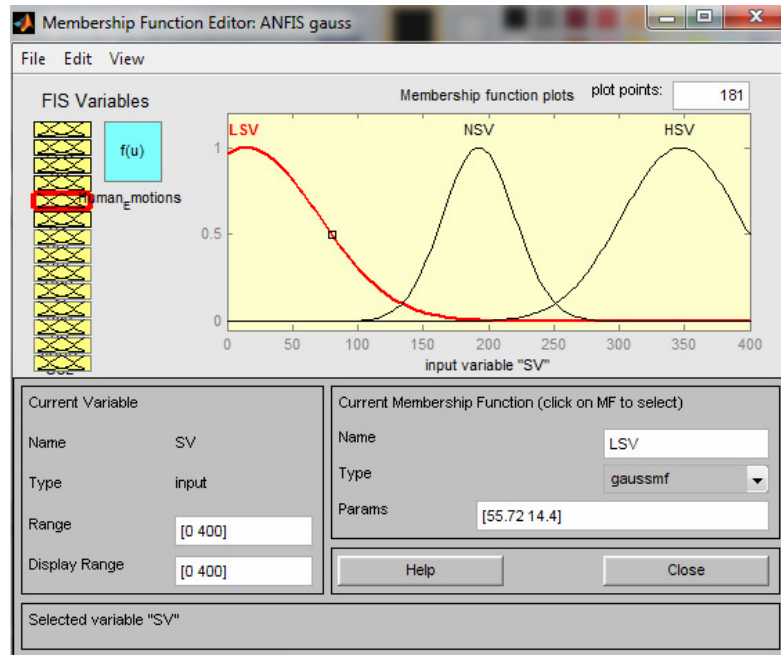 Membership Function Editor: ANFIS gauss
File Edit View
FIS Variables
f(u)
Human_Emotions
Membership function plots plot points: 181
LSV NSV HSV
1
0.5
0
0 50 100 150 200 250 300 350 400
input variable "SV"
Current Variable
Name SV
Type input
Range [0 400]
Display Range [0 400]
Current Membership Function (click on MF to select)
Name LSV
Type gaussmf
Params [55.72 14.4]
Help Close
Selected variable "SV"